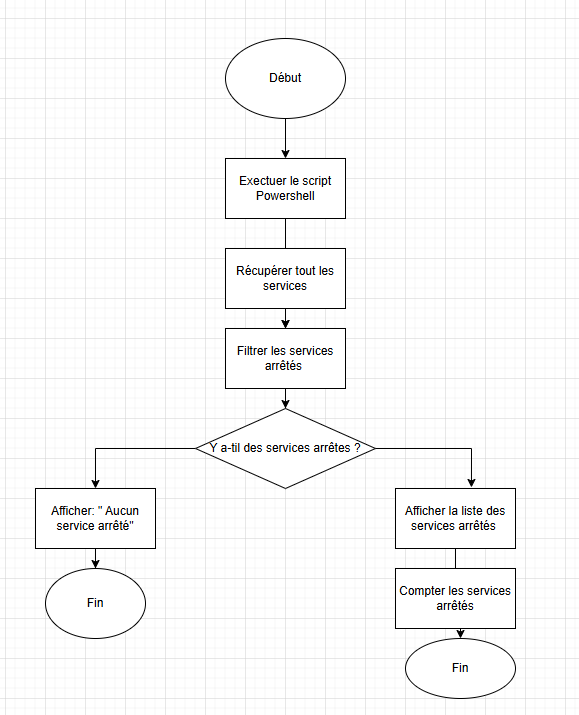 Début
Exectuer le script
Powershell
Récupérer tout les
services
Filtrer les services
arrêtés
Y a-til des services arrêtes ?
Afficher: " Aucun
service arrêté"
Afficher la liste des
services arrêtés
Compter les services
arrêtés
Fin
Fin